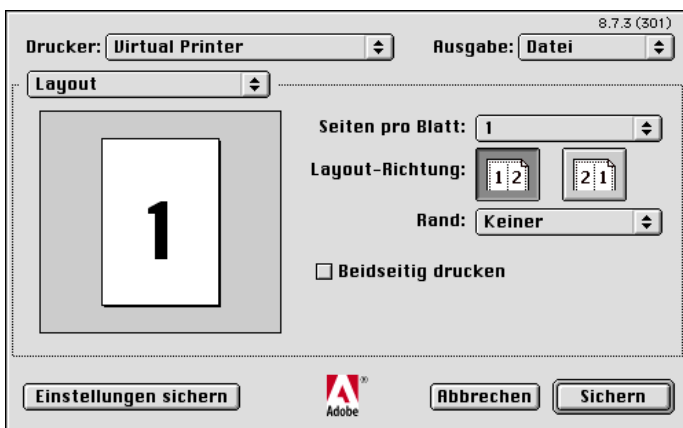 8.7.3 (301)
Drucker: Virtual Printer
Ausgabe: Datei
Layout
Seiten pro Blatt: 1
Layout-Richtung: 1 2 2 1
Rand: Keiner
1
Beidseitig drucken
Einstellungen sichern
Adobe®
Abbrechen
Sichern